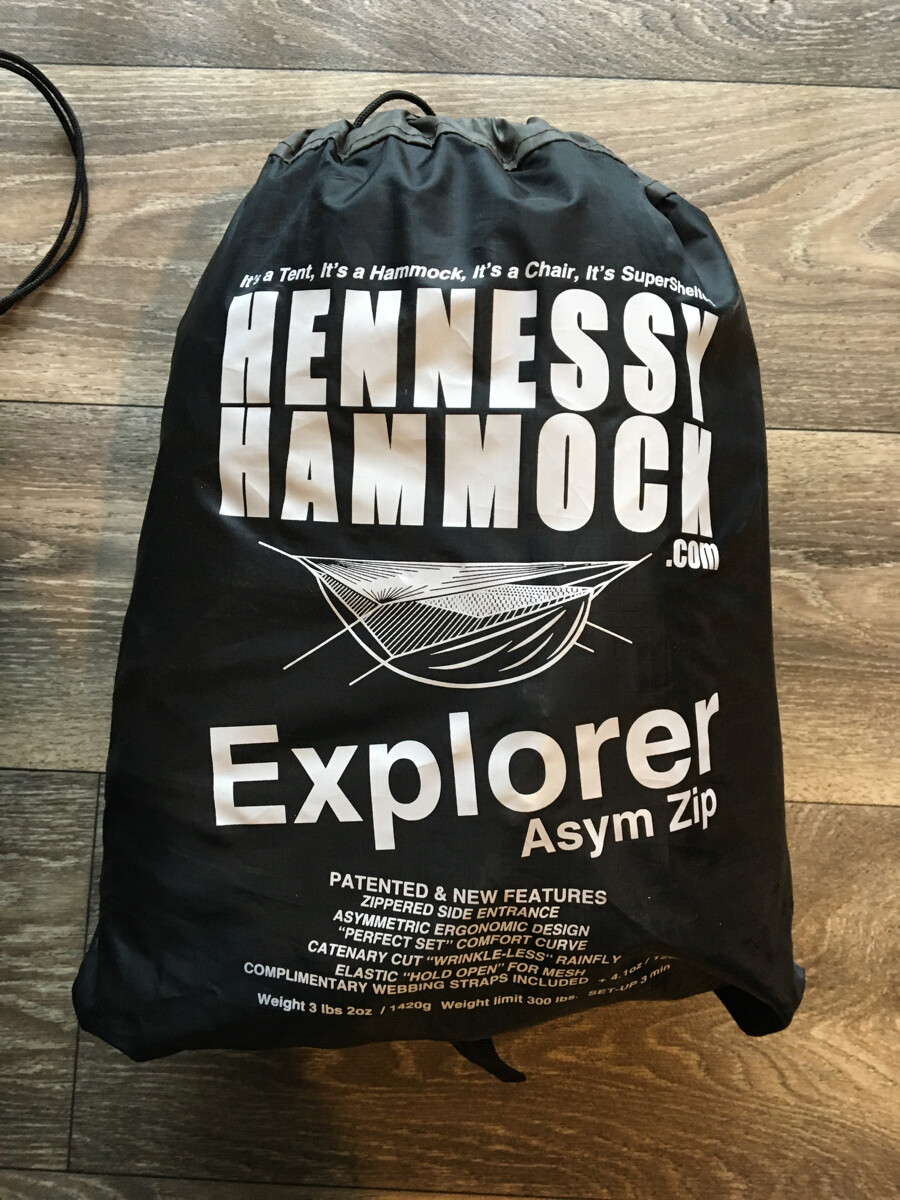 It's a Tent, It's a Hammock, It's a Chair, It's
HENNESSY
HAMMOCK
.com
Explorer
Asym Zip
PATENTED & NEW FEATURES
ZIPPERED SIDE ENTRANCE
ASYMMETRIC ERGONOMIC DESIGN
"PERFECT SET" COMFORT CURVE
CATENARY CUT "WRINKLE-LESS" RAINFLY
ELASTIC "HOLD OPEN" FOR MESH
COMPLIMENTARY WEBBING STRAPS INCLUDED + 4.1oz /
Weight 3 lbs 2oz / 1420g Weight limit 300 lbs. SET-UP 3 min